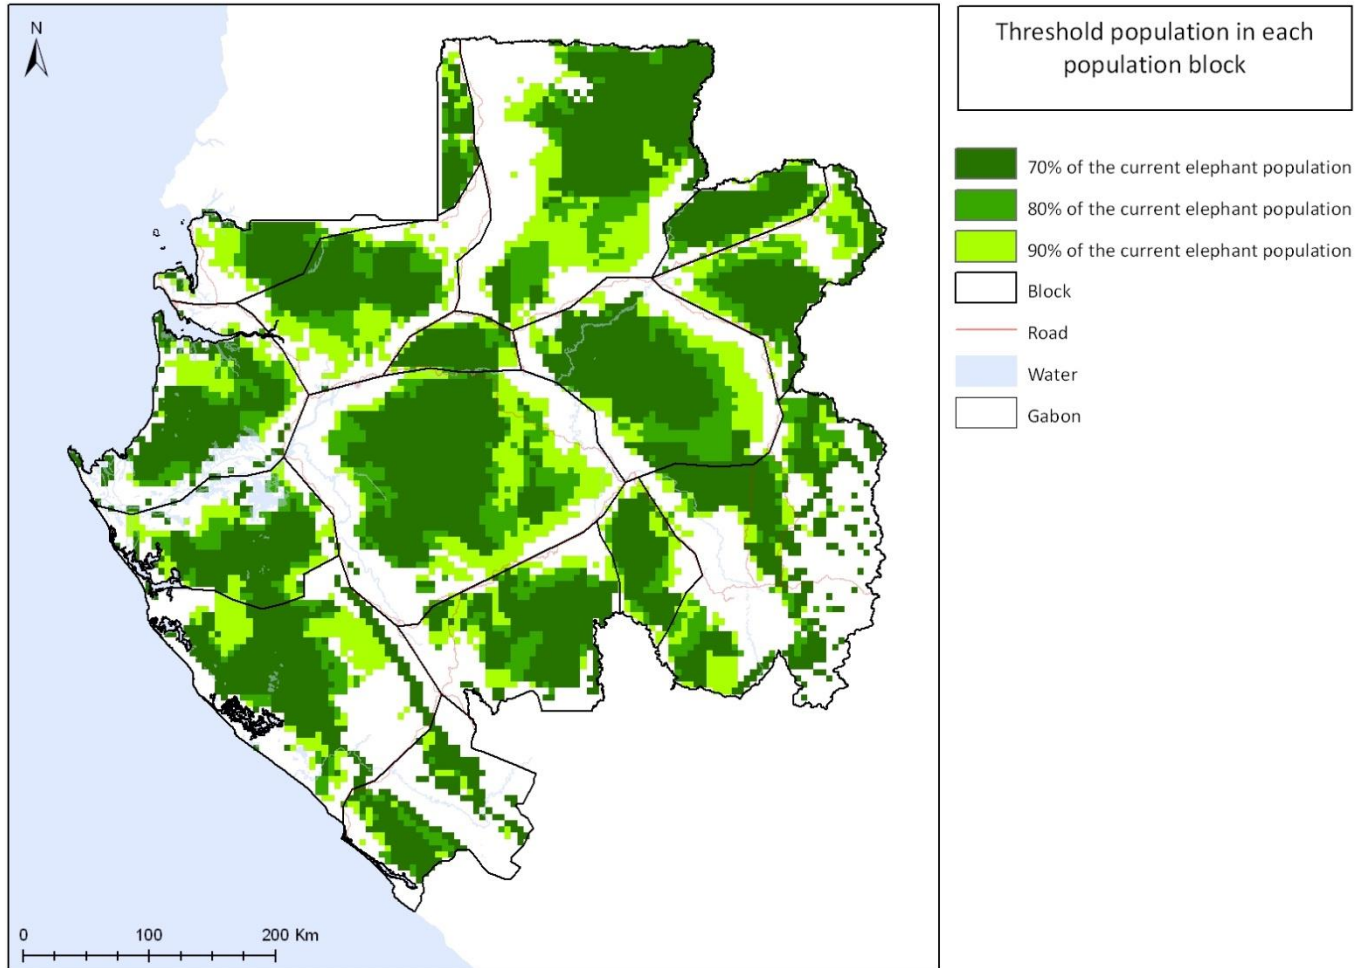 N
Threshold population in each
population block
70% of the current elephant population
80% of the current elephant population
90% of the current elephant population
Block
Road
Water
Gabon
0 100 200 Km